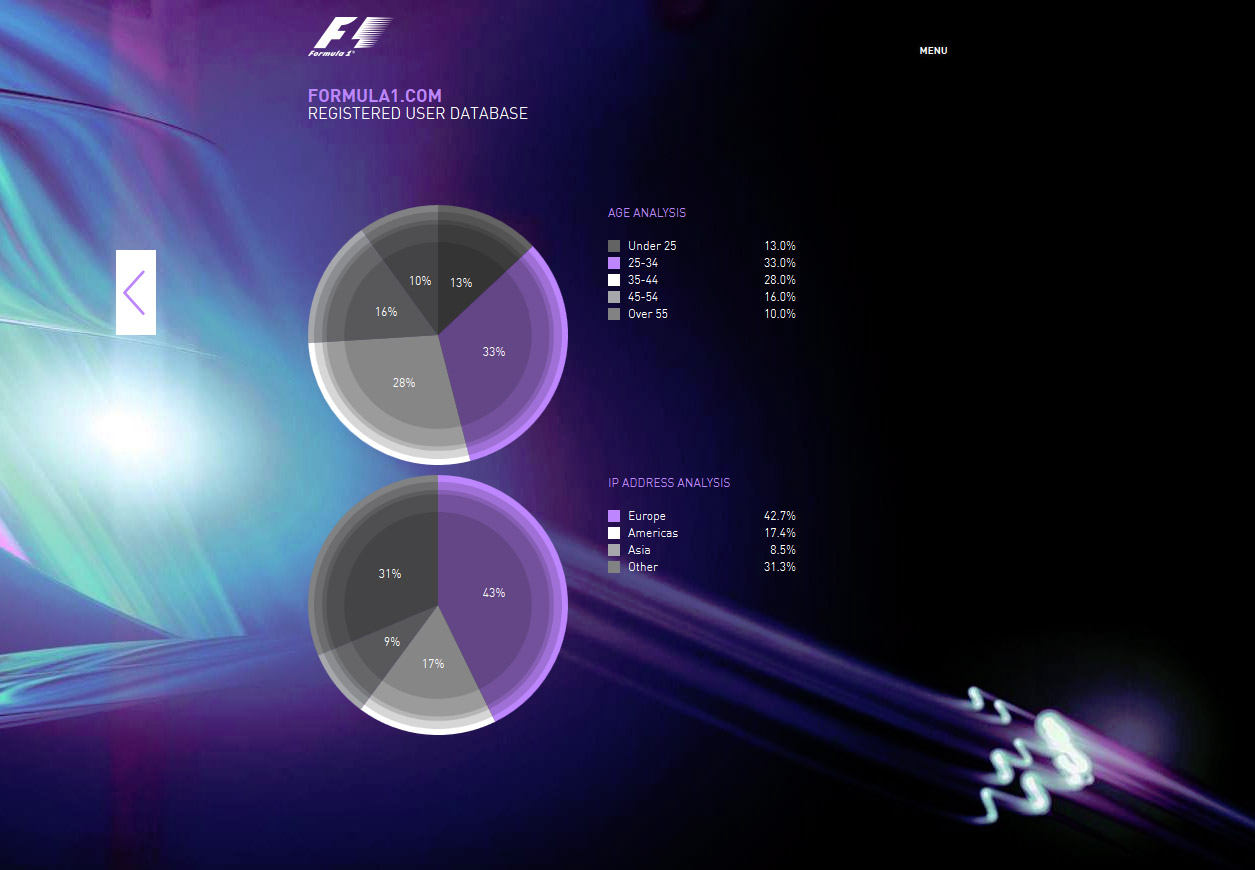 F1
Formula 1®
MENU
FORMULA1.COM
REGISTERED USER DATABASE
AGE ANALYSIS
Under 25 13.0%
25-34 33.0%
35-44 28.0%
45-54 16.0%
Over 55 10.0%
10%
13%
16%
33%
28%
IP ADDRESS ANALYSIS
Europe 42.7%
Americas 17.4%
Asia 8.5%
Other 31.3%
31%
43%
9%
17%